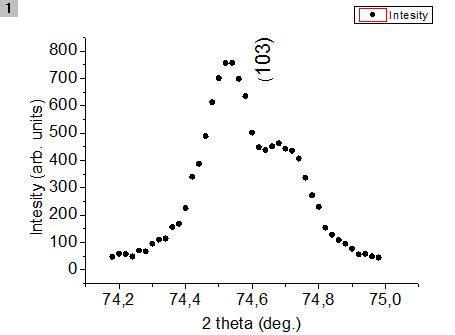 1
Intesity
(103)
800
700
600
500
400
300
200
100
0
Intesity (arb. units)
74,2 74,4 74,6 74,8 75,0
2 theta (deg.)